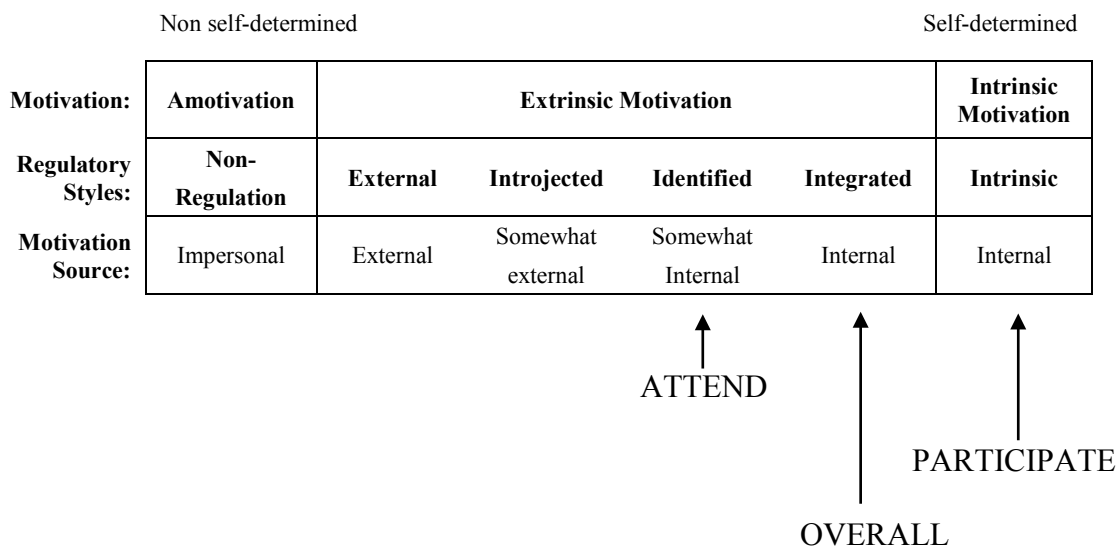 Non self-determined Self-determined
Motivation: Amotivation Extrinsic Motivation Intrinsic Motivation
Regulatory Styles: Non-Regulation External Introjected Identified Integrated Intrinsic
Motivation Source: Impersonal External Somewhat external Somewhat Internal Internal Internal
ATTEND
PARTICIPATE
OVERALL